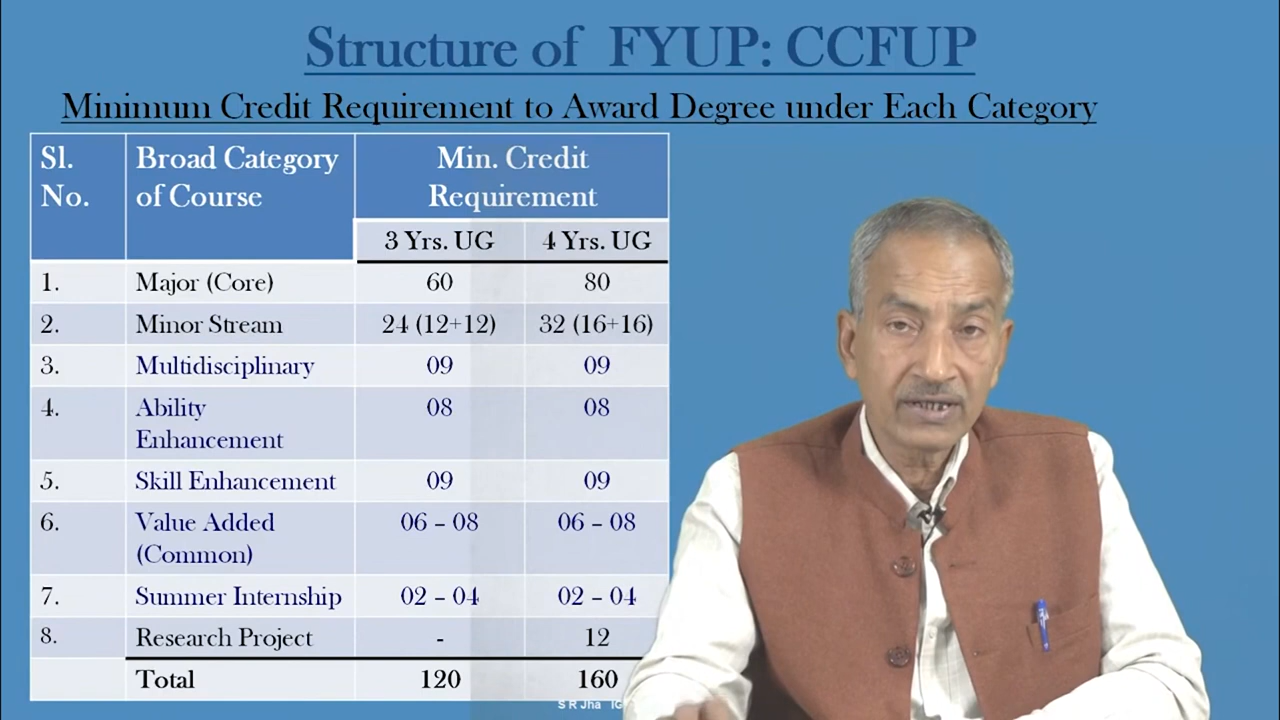 Structure of FYUP: CCFUP
Minimum Credit Requirement to Award Degree under Each Category
Sl. No. Broad Category of Course Min. Credit Requirement
3 Yrs. UG 4 Yrs. UG
1. Major (Core) 60 80
2. Minor Stream 24 (12+12) 32 (16+16)
3. Multidisciplinary 09 09
4. Ability Enhancement 08 08
5. Skill Enhancement 09 09
6. Value Added (Common) 06 – 08 06 – 08
7. Summer Internship 02 – 04 02 – 04
8. Research Project - 12
Total 120 160
S R Jha